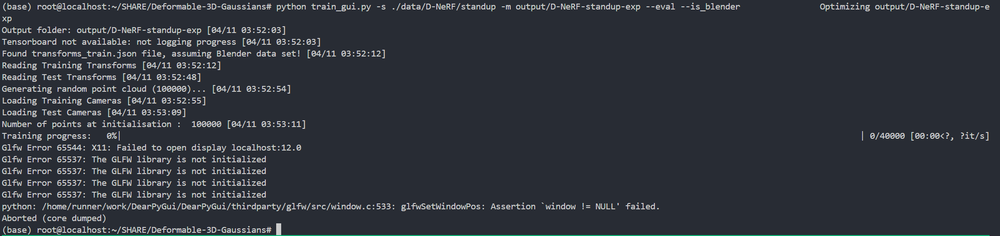 (base) root@localhost:~/SHARE/Deformable-3D-Gaussians# python train_gui.py -s ./data/D-NeRF/standup -m output/D-NeRF-standup-exp --eval --is_blender                Optimizing output/D-NeRF-standup-e
xp
Output folder: output/D-NeRF-standup-exp [04/11 03:52:03]
Tensorboard not available: not logging progress [04/11 03:52:03]
Found transforms_train.json file, assuming Blender data set! [04/11 03:52:12]
Reading Training Transforms [04/11 03:52:12]
Reading Test Transforms [04/11 03:52:48]
Generating random point cloud (100000)... [04/11 03:52:54]
Loading Training Cameras [04/11 03:52:55]
Loading Test Cameras [04/11 03:53:09]
Number of points at initialisation :  100000 [04/11 03:53:11]
Training progress:   0%|                | 0/40000 [00:00<?, ?it/s]
Glfw Error 65544: X11: Failed to open display localhost:12.0
Glfw Error 65537: The GLFW library is not initialized
Glfw Error 65537: The GLFW library is not initialized
Glfw Error 65537: The GLFW library is not initialized
Glfw Error 65537: The GLFW library is not initialized
python: /home/runner/work/DearPyGui/DearPyGui/thirdparty/glfw/src/window.c:533: glfwSetWindowPos: Assertion `window != NULL' failed.
Aborted (core dumped)
(base) root@localhost:~/SHARE/Deformable-3D-Gaussians#